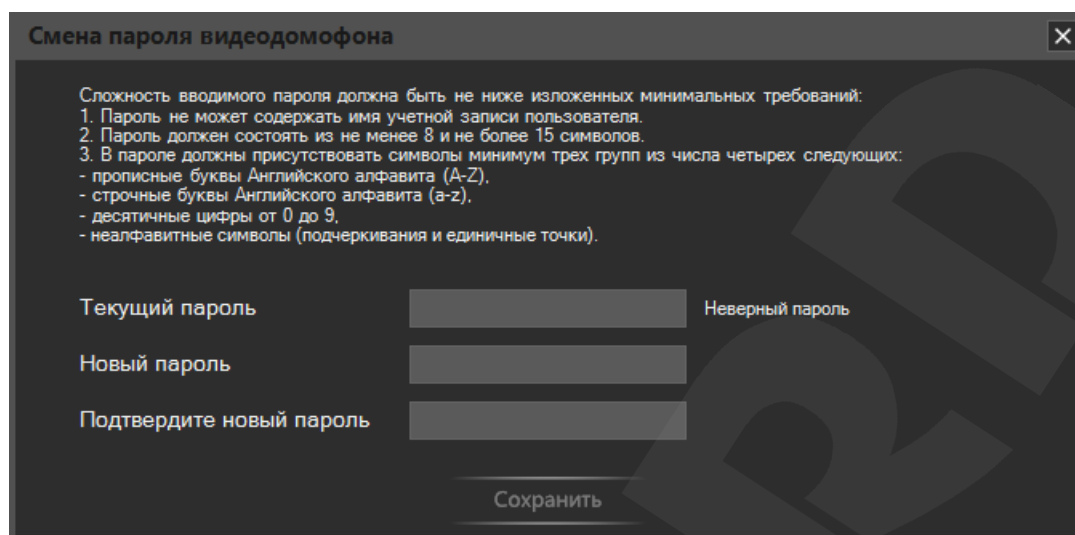 Смена пароля видеодомофона
Сложность вводимого пароля должна быть не ниже изложенных минимальных требований:
1. Пароль не может содержать имя учетной записи пользователя.
2. Пароль должен состоять из не менее 8 и не более 15 символов.
3. В пароле должны присутствовать символы минимум трех групп из числа четырех следующих:
- прописные буквы Английского алфавита (A-Z),
- строчные буквы Английского алфавита (a-z),
- десятичные цифры от 0 до 9,
- неалфавитные символы (подчеркивания и единичные точки).
Текущий пароль Неверный пароль
Новый пароль
Подтвердите новый пароль
Сохранить